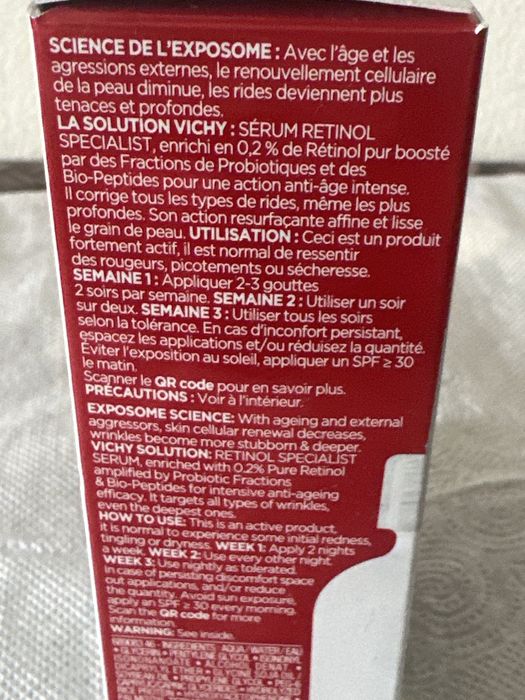 SCIENCE DE L'EXPOSOME : Avec l'âge et les
agressions externes, le renouvellement cellulaire
de la peau diminue, les rides deviennent plus
tenaces et profondes.
LA SOLUTION VICHY : SÉRUM RETINOL
SPECIALIST, enrichi en 0,2 % de Rétinol pur boosté
par des Fractions de Probiotiques et des
Bio-Peptides pour une action anti-âge intense.
Il corrige tous les types de rides, même les plus
profondes. Son action resurfaçante affine et lisse
le grain de peau. UTILISATION : Ceci est un produit
fortement actif, il est normal de ressentir
des rougeurs, picotements ou sécheresse.
SEMAINE 1 : Appliquer 2-3 gouttes
2 soirs par semaine. SEMAINE 2 : Utiliser un soir
sur deux. SEMAINE 3 : Utiliser tous les soirs
selon la tolérance. En cas d'inconfort persistant,
espacez les applications et/ou réduisez la quantité.
Éviter l'exposition au soleil, appliquer un SPF ≥ 30
le matin.
Scanner le QR code pour en savoir plus.
PRÉCAUTIONS : Voir à l'intérieur.
EXPOSOME SCIENCE: With ageing and external
aggressors, skin cellular renewal decreases,
wrinkles become more stubborn & deeper.
VICHY SOLUTION: RETINOL SPECIALIST
SERUM, enriched with 0.2% Pure Retinol
amplified by Probiotic Fractions
& Bio-Peptides for intensive anti-ageing
efficacy. It targets all types of wrinkles,
even the deepest ones.
HOW TO USE: This is an active product,
it is normal to experience some initial redness,
tingling or dryness. WEEK 1: Apply 2 nights
a week. WEEK 2: Use every other night.
WEEK 3: Use nightly as tolerated.
In case of persisting discomfort space
out applications, and/or reduce
the quantity. Avoid sun exposure,
apply an SPF ≥ 30 every morning.
Scan the QR code for more
information.
WARNING: See inside.
INGREDIENTS: AQUA / WATER / EAU
• GLYCERIN • PENTYLENE GLYCOL • ISONONYL
ISONONANOATE • ALCOHOL DENAT. •